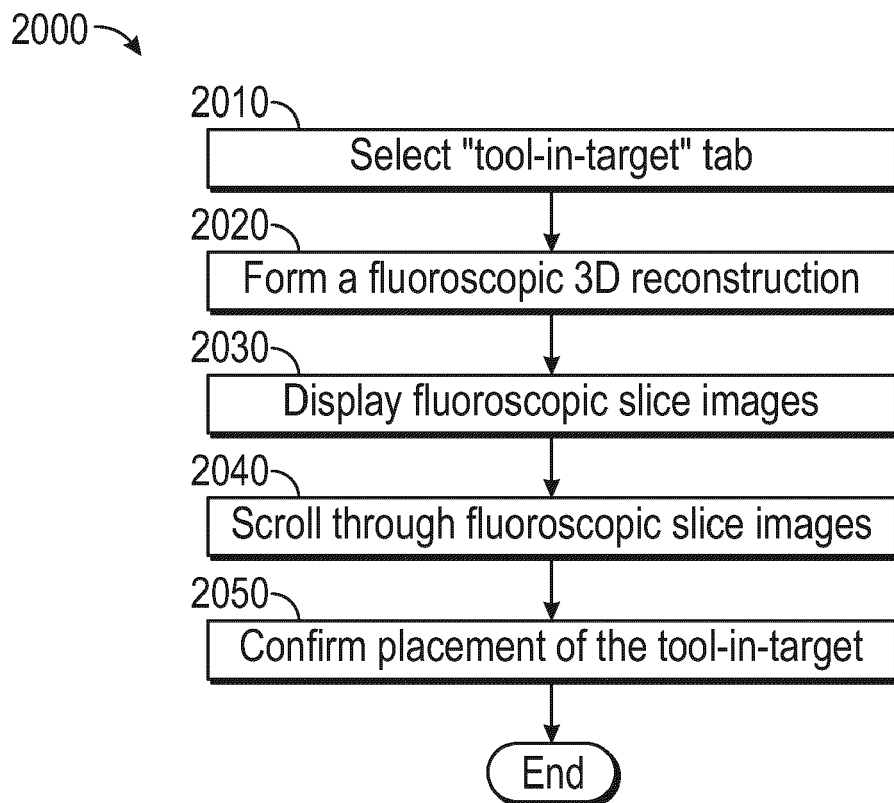 2000
2010
Select "tool-in-target" tab
2020
Form a fluoroscopic 3D reconstruction
2030
Display fluoroscopic slice images
2040
Scroll through fluoroscopic slice images
2050
Confirm placement of the tool-in-target
End